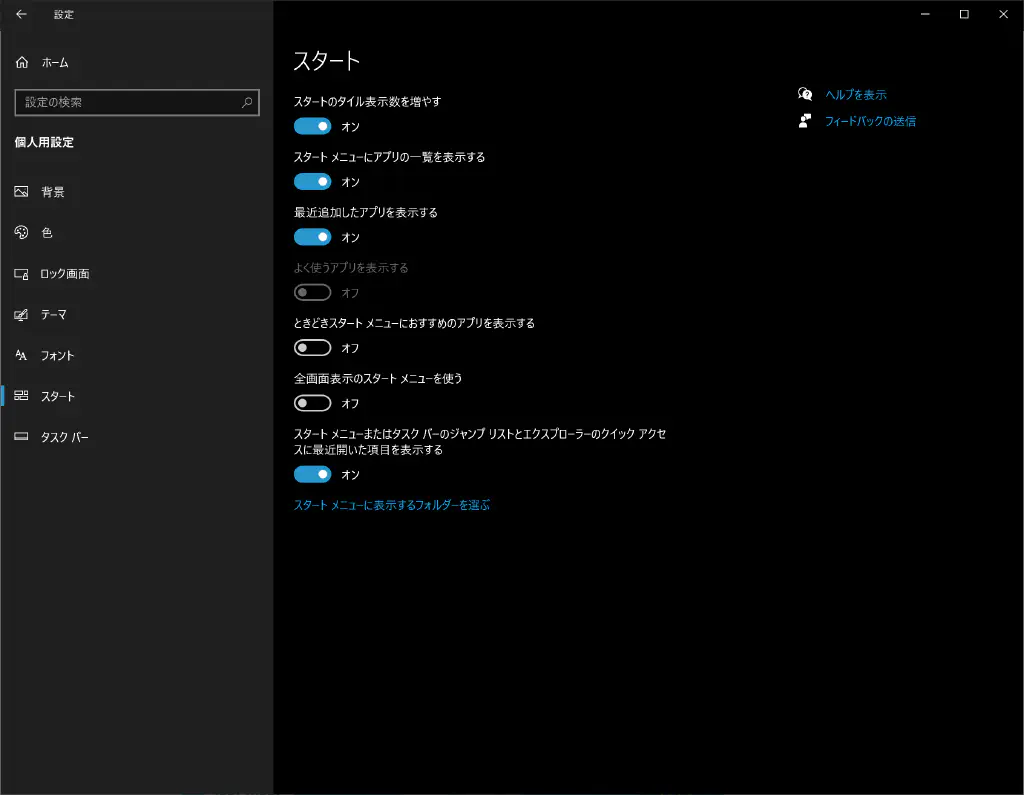 設定
ホーム
設定の検索
個人用設定
背景
色
ロック画面
テーマ
フォント
スタート
タスク バー
スタート
スタートのタイル表示数を増やす
オン
スタート メニューにアプリの一覧を表示する
オン
最近追加したアプリを表示する
オン
よく使うアプリを表示する
オフ
ときどきスタート メニューにおすすめのアプリを表示する
オフ
全画面表示のスタート メニューを使う
オフ
スタート メニューまたはタスク バーのジャンプ リストとエクスプローラーのクイック アクセ
スに最近開いた項目を表示する
オン
スタート メニューに表示するフォルダーを選ぶ
ヘルプを表示
フィードバックの送信